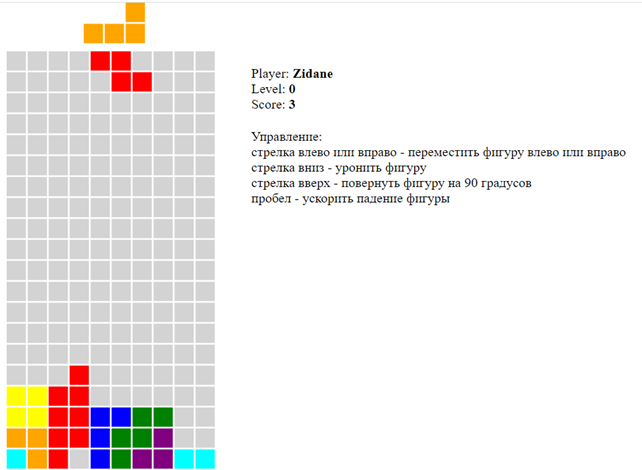 Player: Zidane
Level: 0
Score: 3
Управление:
стрелка влево или вправо - переместить фигуру влево или вправо
стрелка вниз - уронить фигуру
стрелка вверх - повернуть фигуру на 90 градусов
пробел - ускорить падение фигуры